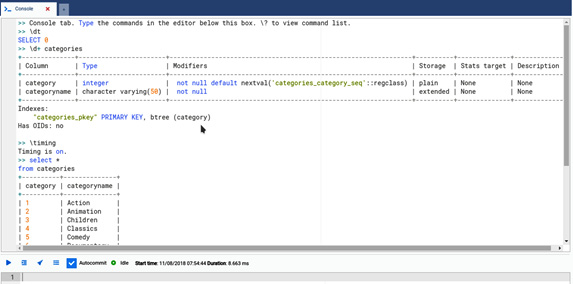 Console
>> Console tab. Type the commands in the editor below this box. \? to view command list.
>> \dt
SELECT 0
>> \d+ categories
| Column | Type | Modifiers | Storage | Stats target | Description
| category | integer | not null default nextval('categories_category_seq'::regclass) | plain | None | None
| categoryname | character varying(50) | not null | extended | None | None
Indexes:
"categories_pkey" PRIMARY KEY, btree (category)
Has OIDs: no
>> \timing
Timing is on.
>> select *
from categories
| category | categoryname |
| 1 | Action |
| 2 | Animation |
| 3 | Children |
| 4 | Classics |
| 5 | Comedy |
Autocommit Idle Start time: 11/08/2018 07:54:44 Duration: 8.663 ms
1